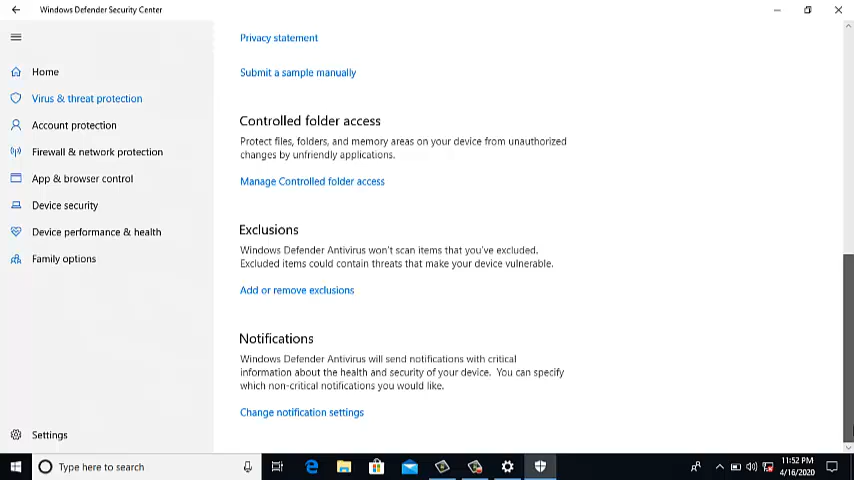 Windows Defender Security Center
Home
Virus & threat protection
Account protection
Firewall & network protection
App & browser control
Device security
Device performance & health
Family options
Settings
Privacy statement
Submit a sample manually
Controlled folder access
Protect files, folders, and memory areas on your device from unauthorized
changes by unfriendly applications.
Manage Controlled folder access
Exclusions
Windows Defender Antivirus won't scan items that you've excluded.
Excluded items could contain threats that make your device vulnerable.
Add or remove exclusions
Notifications
Windows Defender Antivirus will send notifications with critical
information about the health and security of your device. You can specify
which non-critical notifications you would like.
Change notification settings
Type here to search
11:52 PM
4/16/2020